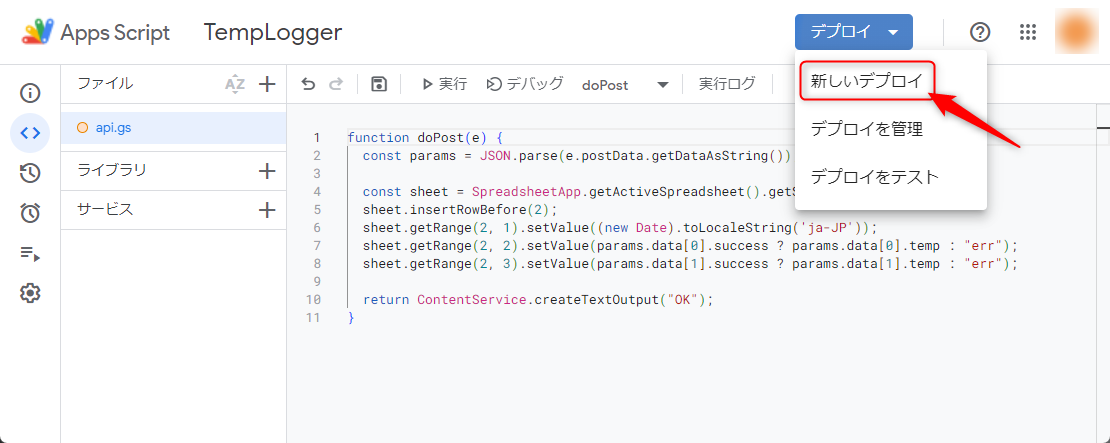 Apps Script TempLogger デプロイ
ファイル AZ 実行 デバッグ doPost 実行ログ
新しいデプロイ
デプロイを管理
デプロイをテスト
api.gs
ライブラリ
サービス
1 function doPost(e) {
2 const params = JSON.parse(e.postData.getDataAsString())
3
4 const sheet = SpreadsheetApp.getActiveSpreadsheet().get
5 sheet.insertRowBefore(2);
6 sheet.getRange(2, 1).setValue((new Date).toLocaleString('ja-JP'));
7 sheet.getRange(2, 2).setValue(params.data[0].success ? params.data[0].temp : "err");
8 sheet.getRange(2, 3).setValue(params.data[1].success ? params.data[1].temp : "err");
9
10 return ContentService.createTextOutput("OK");
11 }